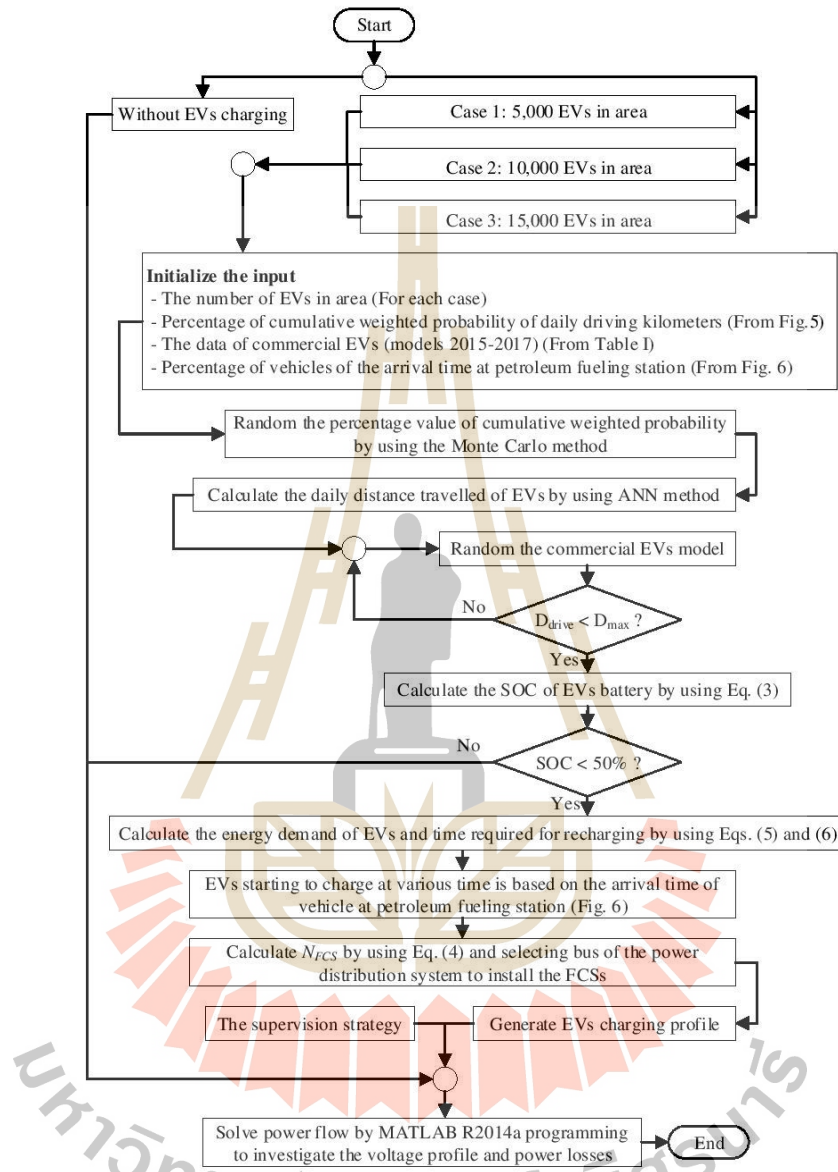 Start
Without EVs charging
Case 1: 5,000 EVs in area
Case 2: 10,000 EVs in area
Case 3: 15,000 EVs in area
Initialize the input
- The number of EVs in area (For each case)
- Percentage of cumulative weighted probability of daily driving kilometers (From Fig.5)
- The data of commercial EVs (models 2015-2017) (From Table I)
- Percentage of vehicles of the arrival time at petroleum fueling station (From Fig. 6)
Random the percentage value of cumulative weighted probability
by using the Monte Carlo method
Calculate the daily distance travelled of EVs by using ANN method
Random the commercial EVs model
No
D_drive < D_max ?
Yes
Calculate the SOC of EVs battery by using Eq. (3)
No
SOC < 50% ?
Yes
Calculate the energy demand of EVs and time required for recharging by using Eqs. (5) and (6)
EVs starting to charge at various time is based on the arrival time of
vehicle at petroleum fueling station (Fig. 6)
Calculate N_FCS by using Eq. (4) and selecting bus of the power
distribution system to install the FCSs
The supervision strategy
Generate EVs charging profile
Solve power flow by MATLAB R2014a programming
to investigate the voltage profile and power losses
End